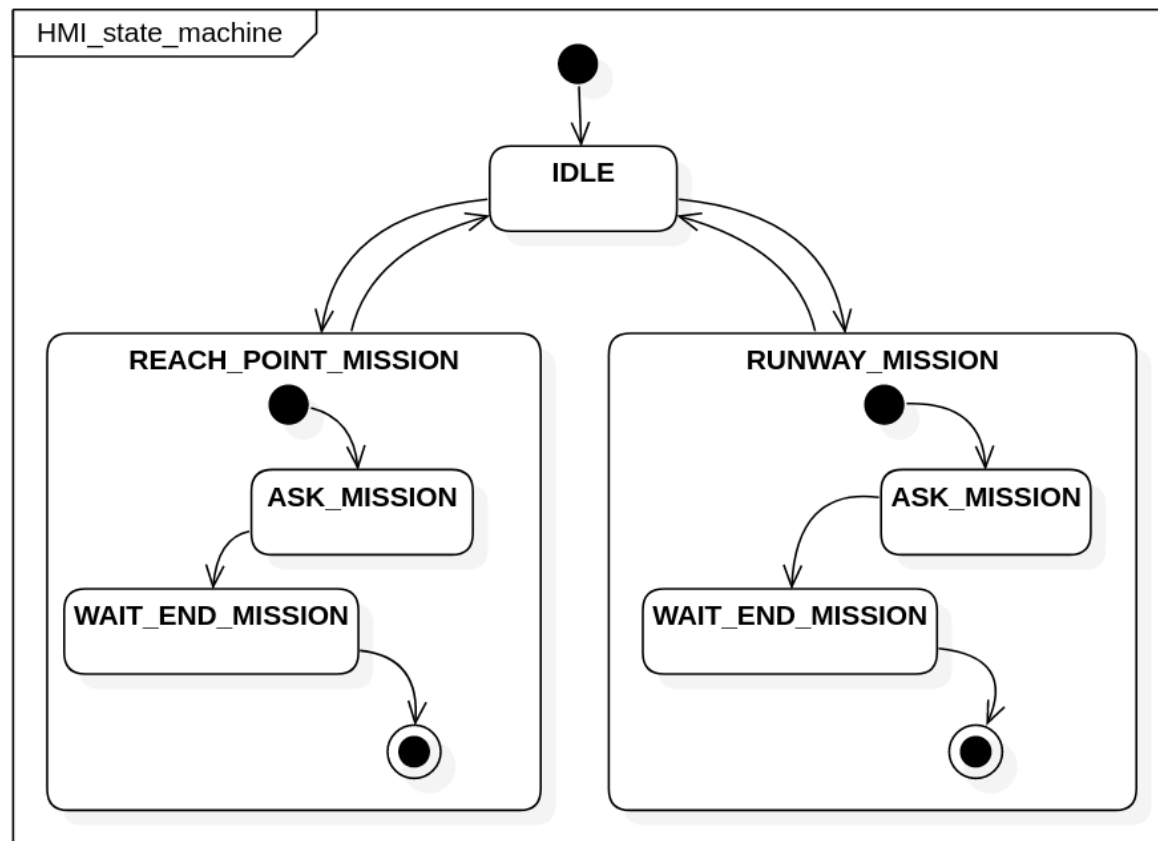 HMI_state_machine
IDLE
REACH_POINT_MISSION
ASK_MISSION
WAIT_END_MISSION
RUNWAY_MISSION
ASK_MISSION
WAIT_END_MISSION